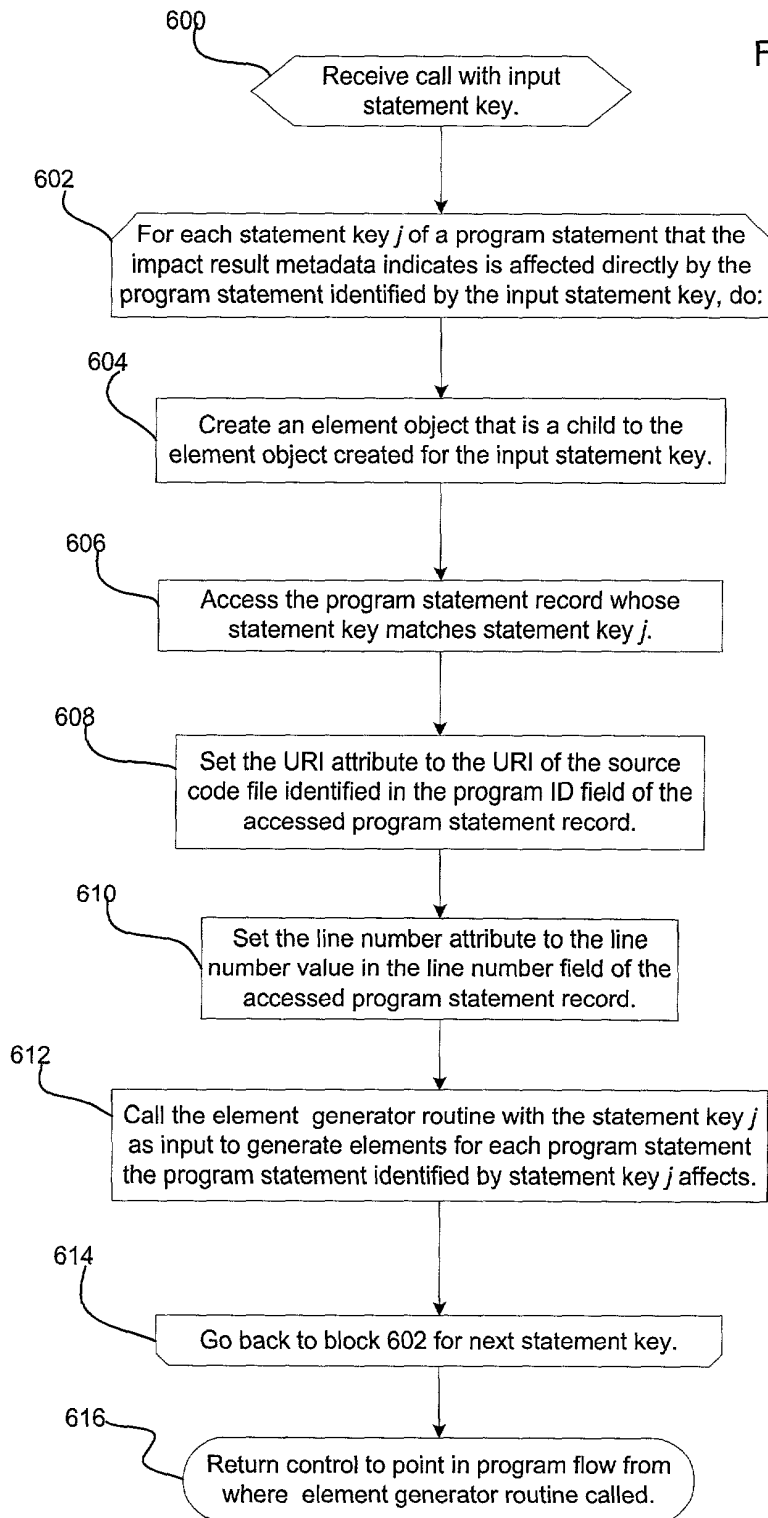 600
F
Receive call with input
statement key.
602
For each statement key j of a program statement that the
impact result metadata indicates is affected directly by the
program statement identified by the input statement key, do:
604
Create an element object that is a child to the
element object created for the input statement key.
606
Access the program statement record whose
statement key matches statement key j.
608
Set the URI attribute to the URI of the source
code file identified in the program ID field of the
accessed program statement record.
610
Set the line number attribute to the line
number value in the line number field of the
accessed program statement record.
612
Call the element generator routine with the statement key j
as input to generate elements for each program statement
the program statement identified by statement key j affects.
614
Go back to block 602 for next statement key.
616
Return control to point in program flow from
where element generator routine called.